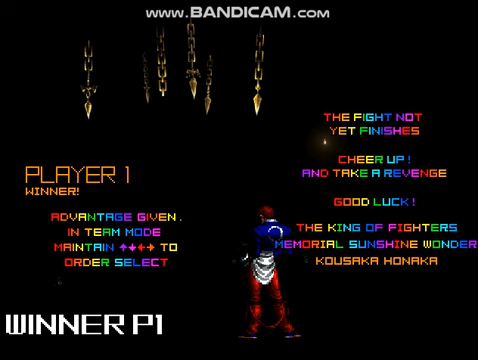 www.BANDICAM.com
THE FIGHT NOT
YET FINISHES
CHEER UP!
AND TAKE A REVENGE
GOOD LUCK!
THE KING OF FIGHTERS
MEMORIAL SUNSHINE WONDER
KOUSAKA HONAKA
PLAYER 1
WINNER!
ADVANTAGE GIVEN.
IN TEAM MODE
MAINTAIN ↑↓←→ TO
ORDER SELECT
WINNER P1